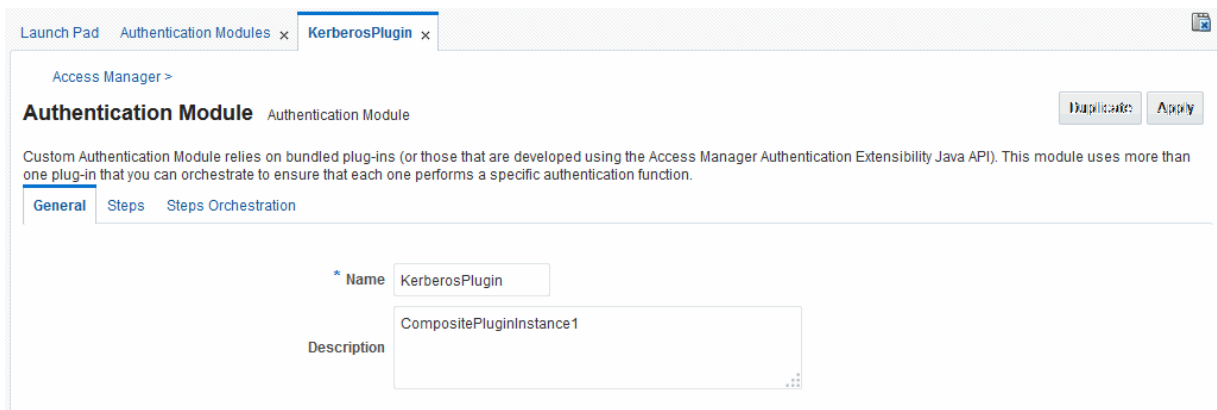 Launch Pad Authentication Modules x KerberosPlugin x
Access Manager >
Authentication Module Authentication Module
Duplicate Apply
Custom Authentication Module relies on bundled plug-ins (or those that are developed using the Access Manager Authentication Extensibility Java API). This module uses more than
one plug-in that you can orchestrate to ensure that each one performs a specific authentication function.
General Steps Steps Orchestration
* Name KerberosPlugin
CompositePluginInstance1
Description